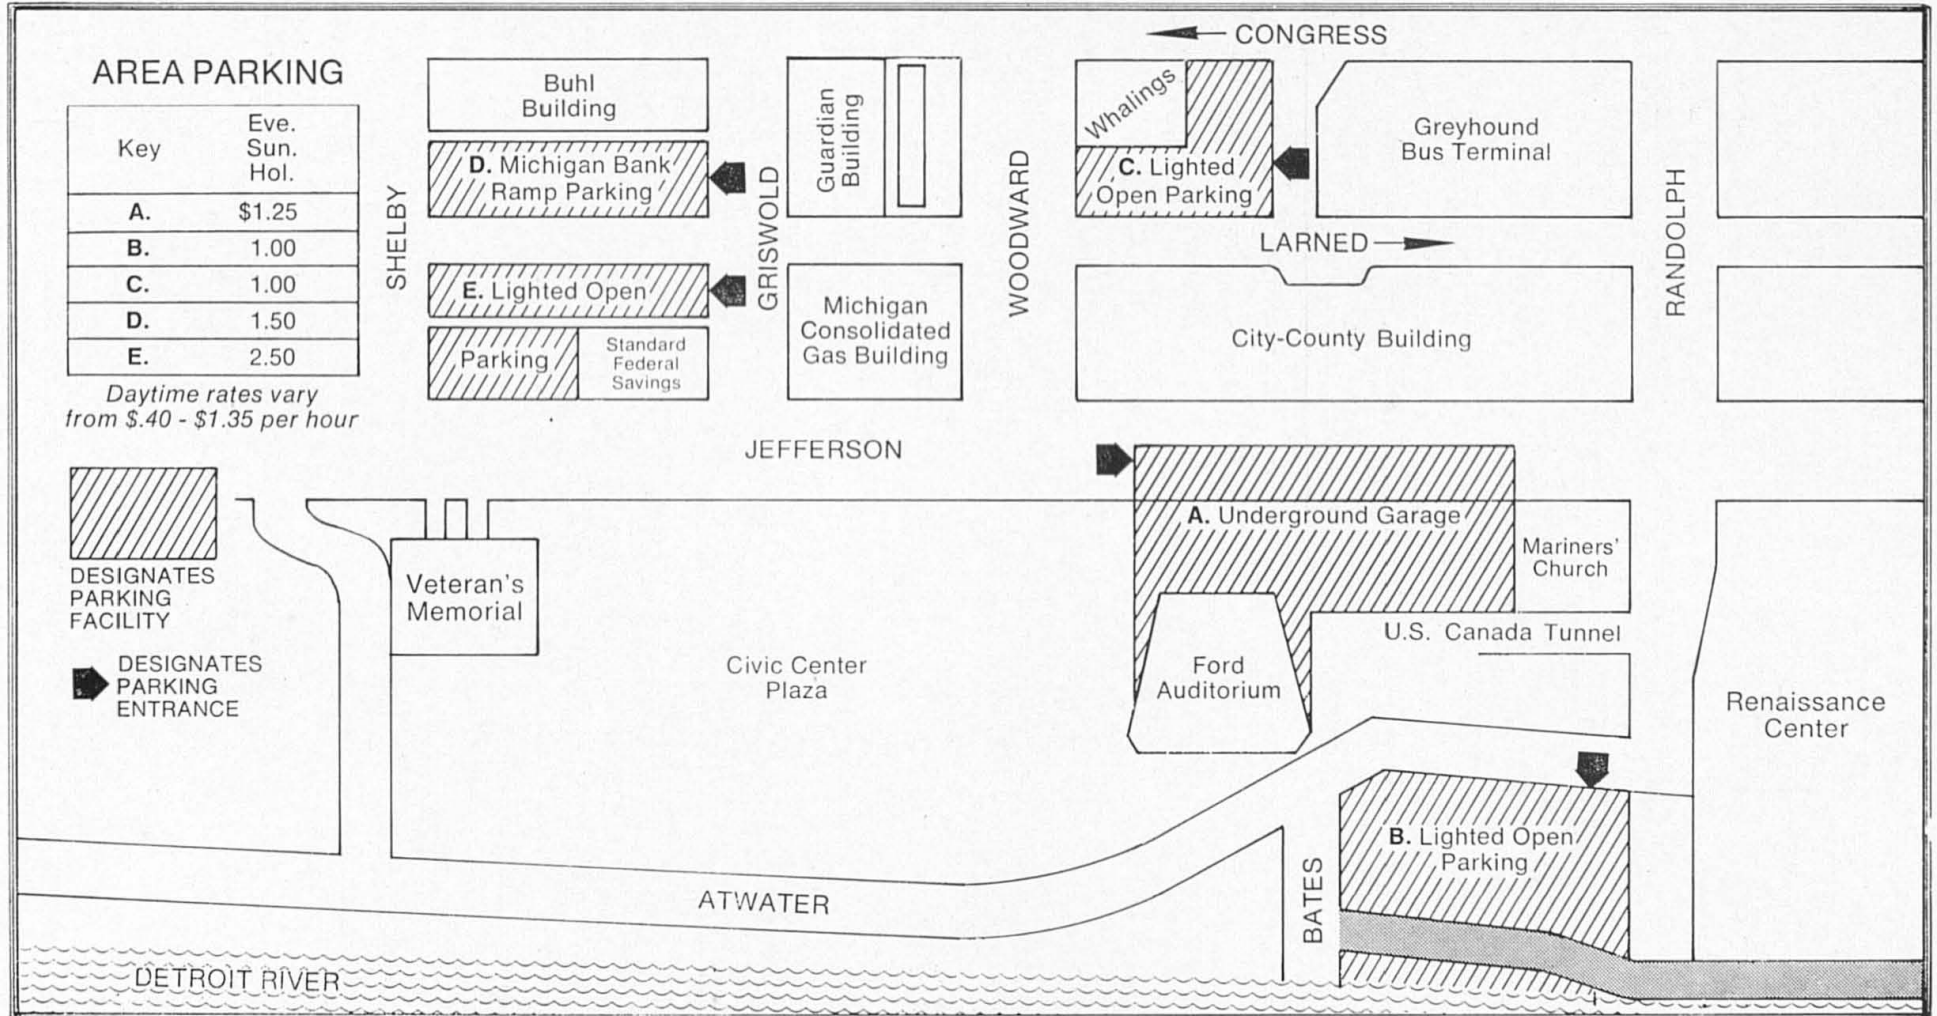 AREA PARKING
Key
Eve.
Sun.
Hol.
A. $1.25
B. 1.00
C. 1.00
D. 1.50
E. 2.50
Daytime rates vary
from $.40 - $1.35 per hour
DESIGNATES
PARKING
FACILITY
DESIGNATES
PARKING
ENTRANCE
CONGRESS
Buhl
Building
D. Michigan Bank
Ramp Parking
SHELBY
E. Lighted Open
Parking
Standard
Federal
Savings
GRISWOLD
Guardian
Building
Michigan
Consolidated
Gas Building
WOODWARD
Whalings
C. Lighted
Open Parking
Greyhound
Bus Terminal
LARNED
City-County Building
RANDOLPH
JEFFERSON
A. Underground Garage
Mariners'
Church
U.S. Canada Tunnel
Veteran's
Memorial
Civic Center
Plaza
Ford
Auditorium
Renaissance
Center
B. Lighted Open
Parking
BATES
ATWATER
DETROIT RIVER